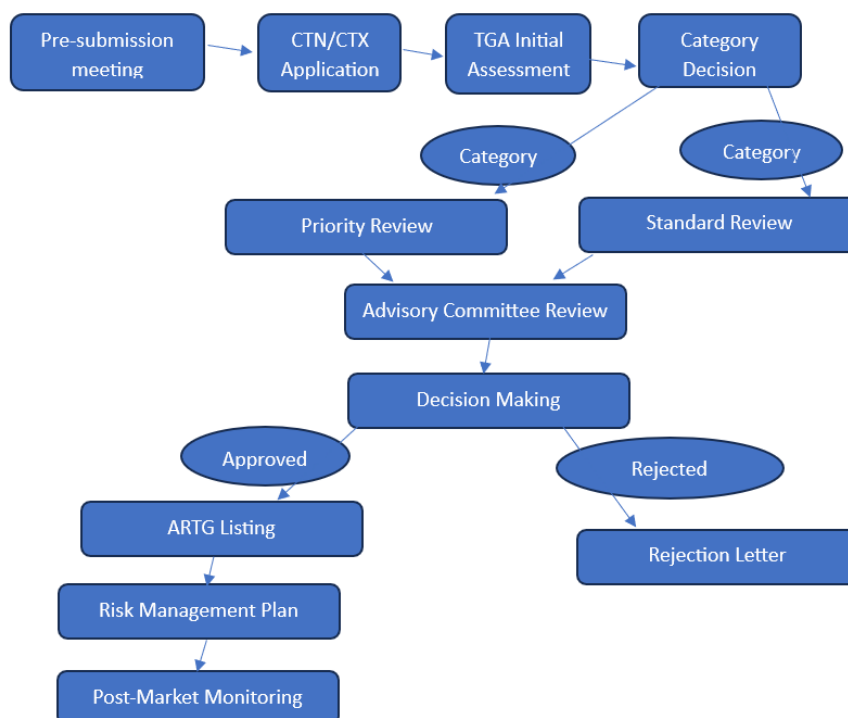 Pre-submission
meeting
CTN/CTX
Application
TGA Initial
Assessment
Category
Decision
Category
Category
Priority Review
Standard Review
Advisory Committee Review
Decision Making
Approved
Rejected
ARTG Listing
Rejection Letter
Risk Management Plan
Post-Market Monitoring